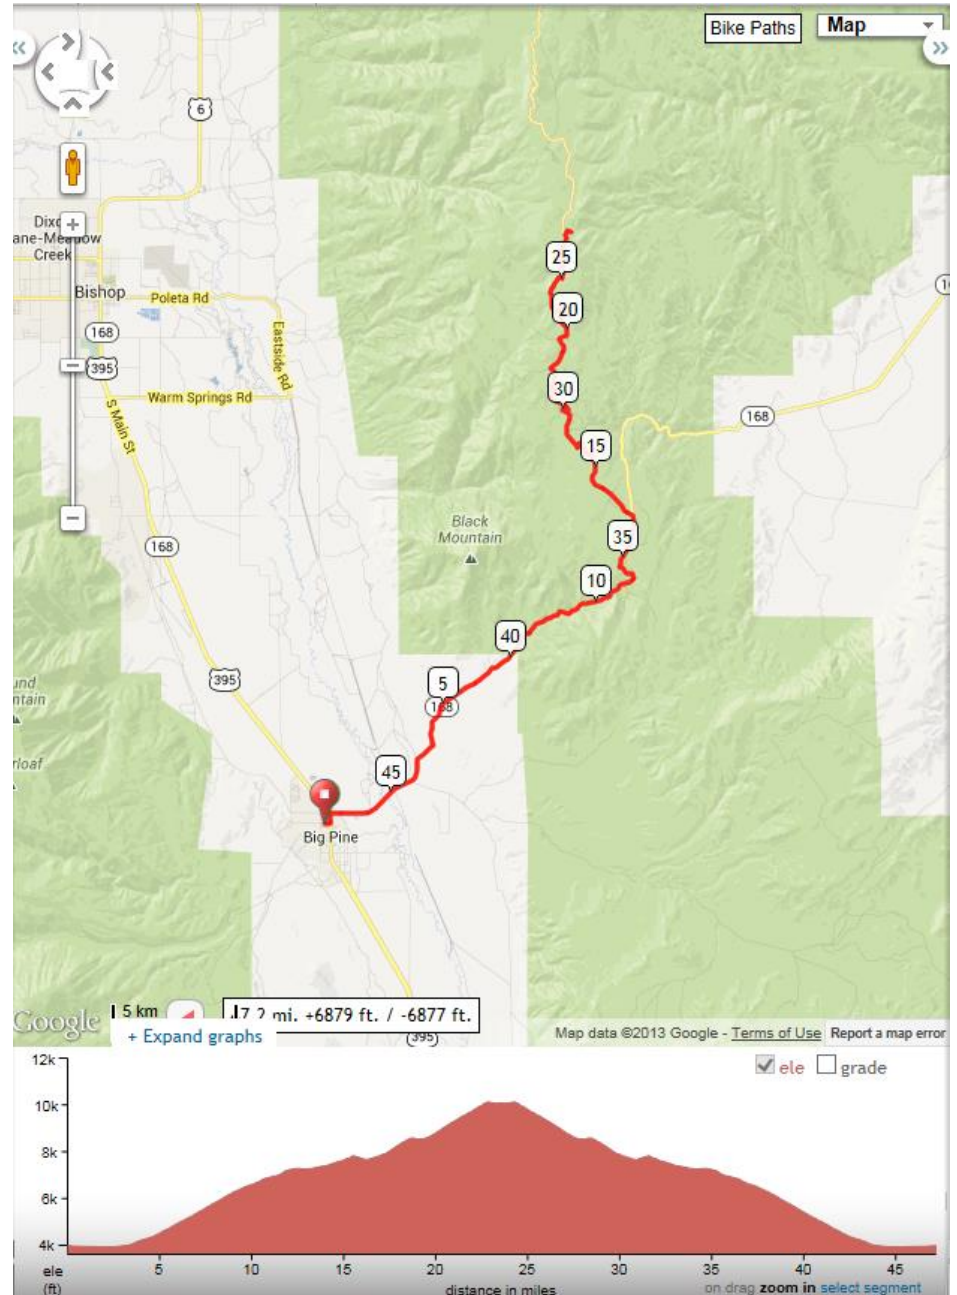 Bike Paths
Map
6
Bishop
Poleta Rd
Eastside Rd
168
395
Warm Springs Rd
S Main St
Creek
25
20
30
15
168
35
10
Black
Mountain
168
40
5
395
45
Big Pine
Google
5 km
7.2 mi. +6879 ft. / -6877 ft.
+ Expand graphs
395
Map data ©2013 Google - Terms of Use Report a map error
ele
grade
12k
10k
8k
6k
4k
ele
(ft)
5 10 15 20 25 30 35 40 45
distance in miles
on drag zoom in select segment